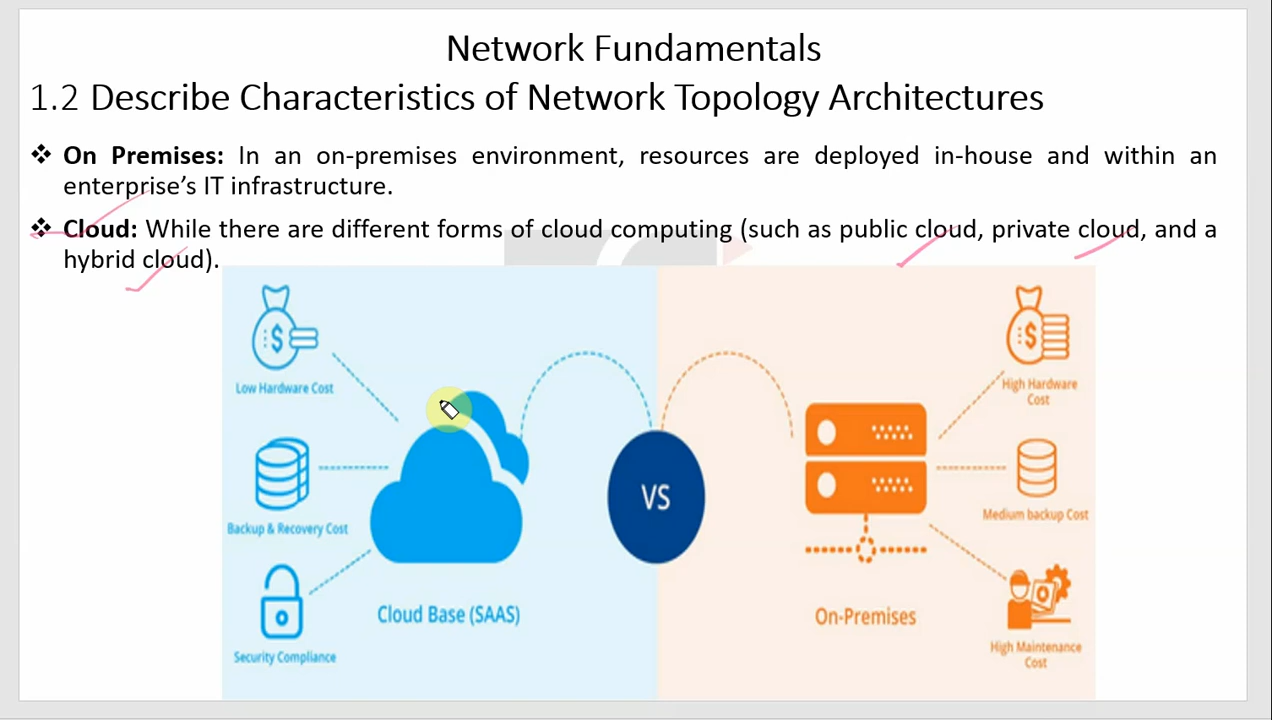 Network Fundamentals
1.2 Describe Characteristics of Network Topology Architectures
❖ On Premises: In an on-premises environment, resources are deployed in-house and within an
enterprise's IT infrastructure.
❖ Cloud: While there are different forms of cloud computing (such as public cloud, private cloud, and a
hybrid cloud).
Low Hardware Cost
Backup & Recovery Cost
Security Compliance
Cloud Base (SAAS)
VS
On-Premises
High Hardware
Cost
Medium backup Cost
High Maintenance
Cost